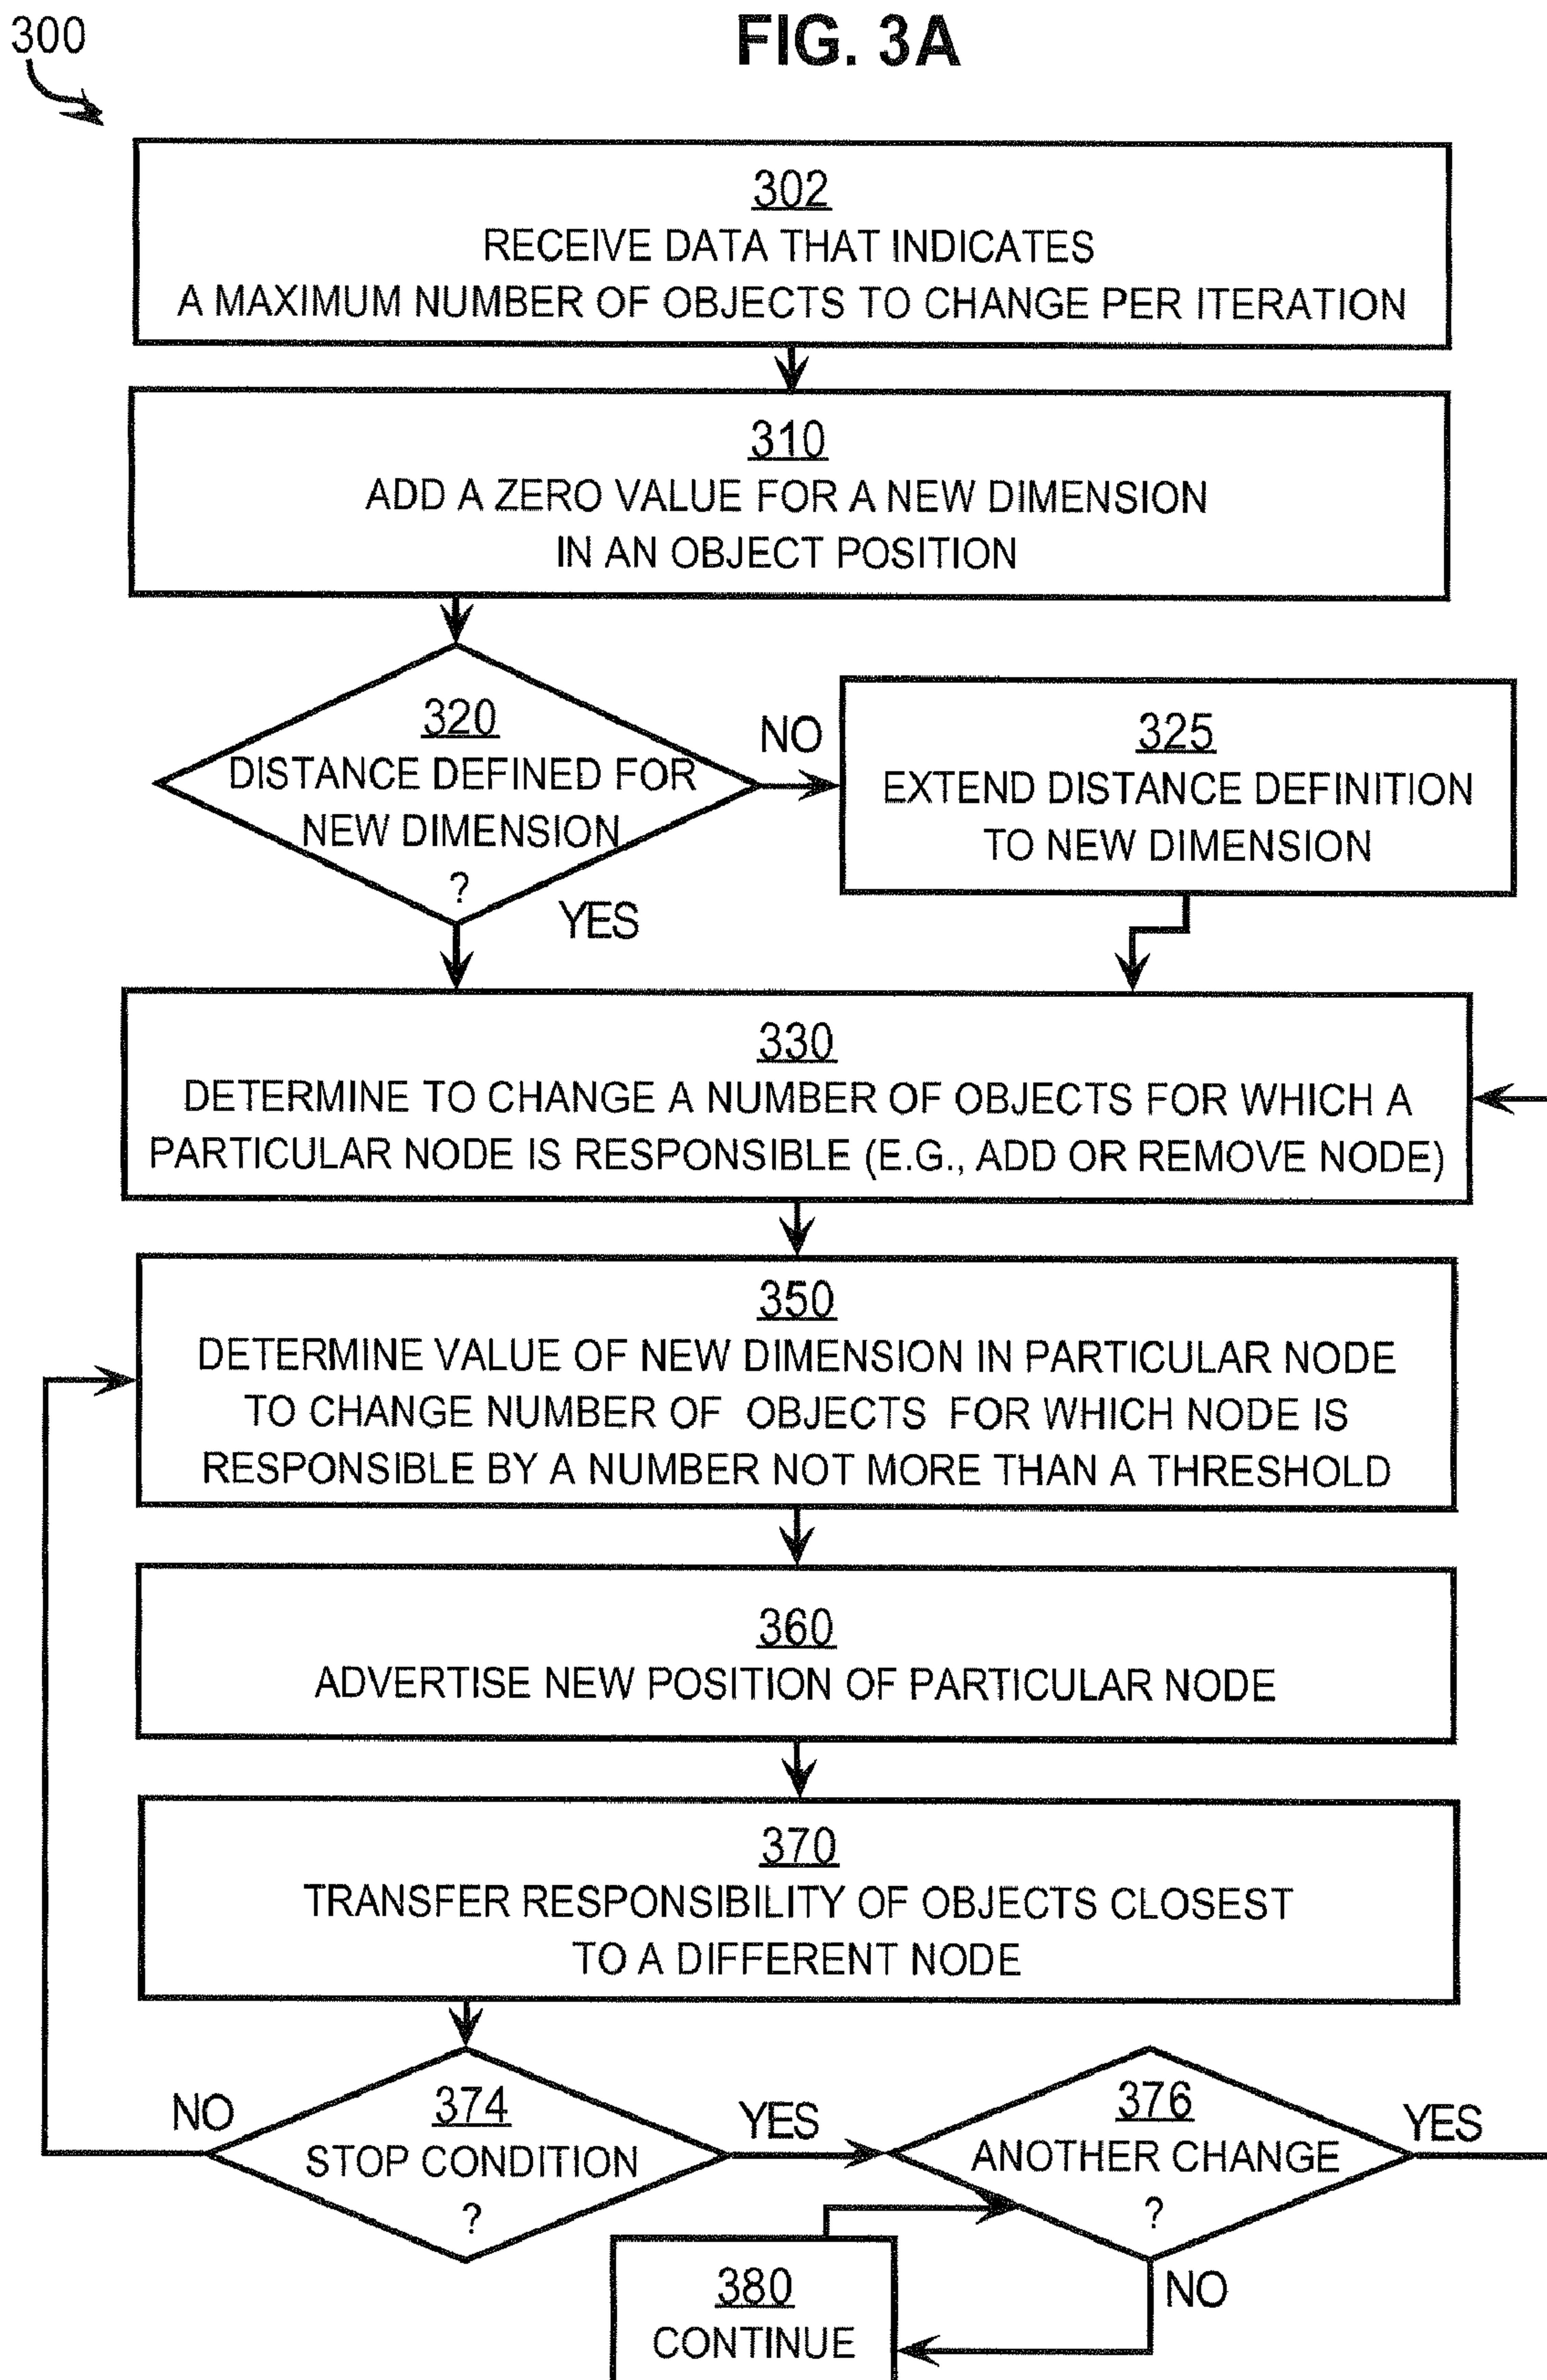 FIG. 3A
300
302
RECEIVE DATA THAT INDICATES
A MAXIMUM NUMBER OF OBJECTS TO CHANGE PER ITERATION
310
ADD A ZERO VALUE FOR A NEW DIMENSION
IN AN OBJECT POSITION
320
DISTANCE DEFINED FOR
NEW DIMENSION
?
NO
YES
325
EXTEND DISTANCE DEFINITION
TO NEW DIMENSION
330
DETERMINE TO CHANGE A NUMBER OF OBJECTS FOR WHICH A
PARTICULAR NODE IS RESPONSIBLE (E.G., ADD OR REMOVE NODE)
350
DETERMINE VALUE OF NEW DIMENSION IN PARTICULAR NODE
TO CHANGE NUMBER OF OBJECTS FOR WHICH NODE IS
RESPONSIBLE BY A NUMBER NOT MORE THAN A THRESHOLD
360
ADVERTISE NEW POSITION OF PARTICULAR NODE
370
TRANSFER RESPONSIBILITY OF OBJECTS CLOSEST
TO A DIFFERENT NODE
NO
374
STOP CONDITION
?
YES
376
ANOTHER CHANGE
?
YES
NO
380
CONTINUE